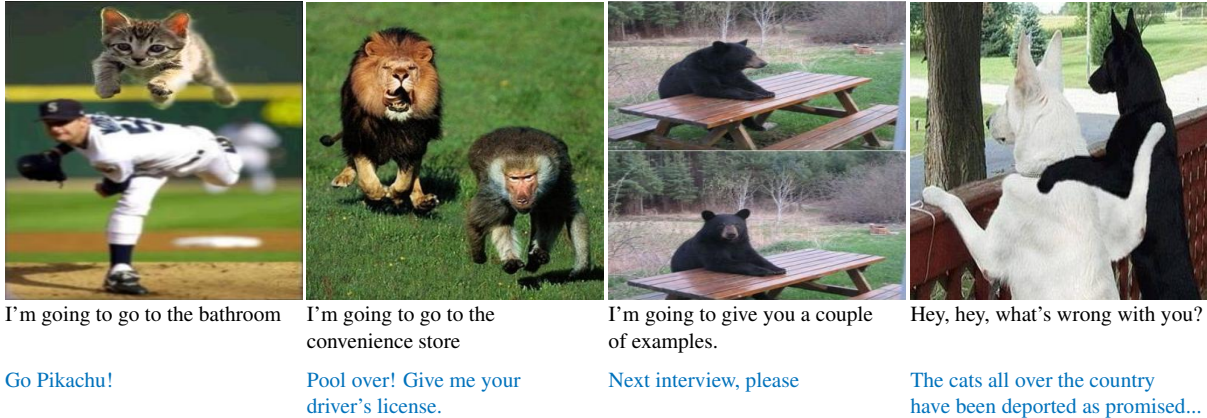 I'm going to go to the bathroom
Go Pikachu!
I'm going to go to the
convenience store
Pool over! Give me your
driver's license.
I'm going to give you a couple
of examples.
Next interview, please
Hey, hey, what's wrong with you?
The cats all over the country
have been deported as promised...